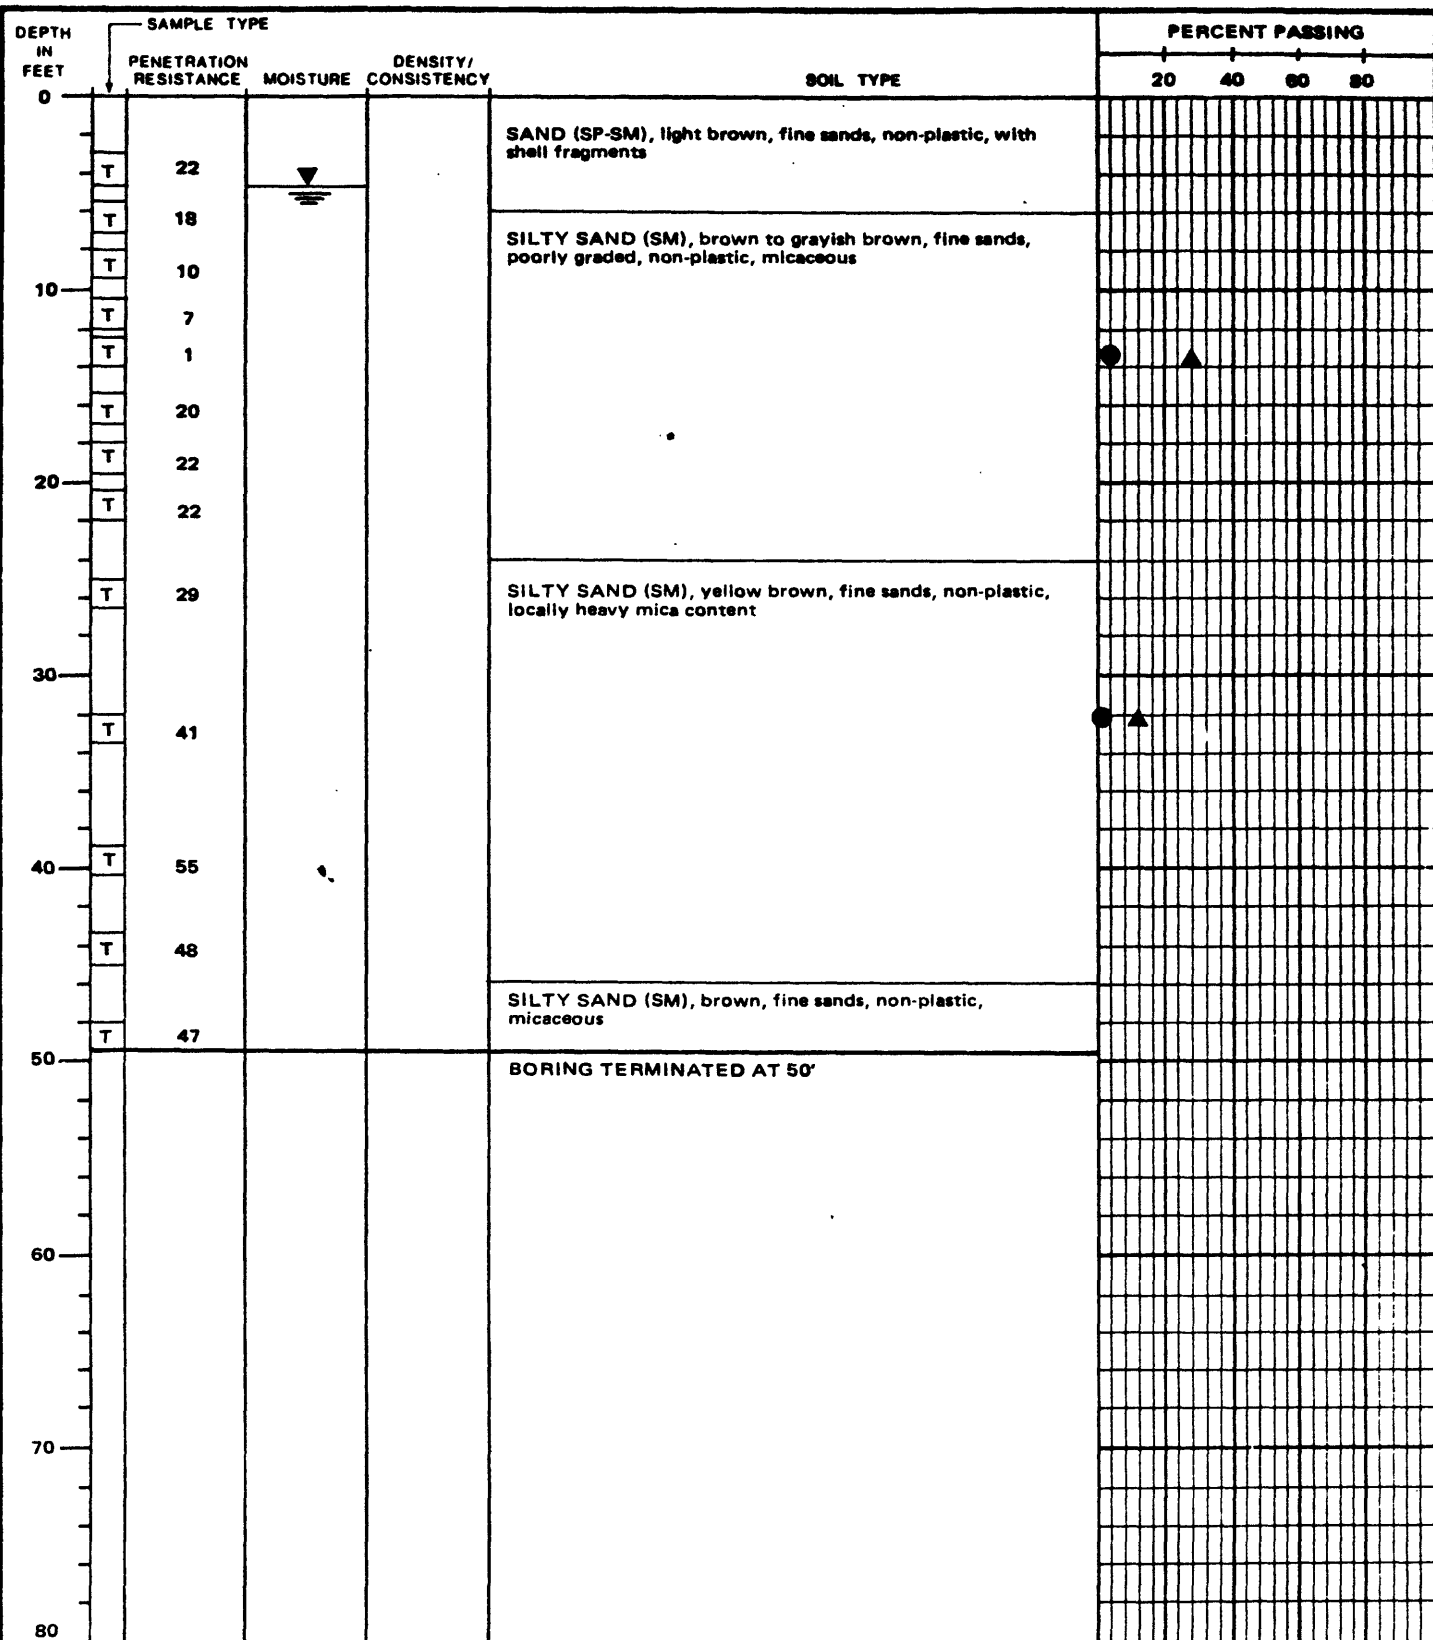 DEPTH
IN
FEET
SAMPLE TYPE
PENETRATION
RESISTANCE
MOISTURE
DENSITY/
CONSISTENCY
SOIL TYPE
PERCENT PASSING
20 40 60 80
0
SAND (SP-SM), light brown, fine sands, non-plastic, with
shell fragments
T 22
T 18
SILTY SAND (SM), brown to grayish brown, fine sands,
poorly graded, non-plastic, micaceous
T 10
10
T 7
T 1
T 20
T 22
20
T 22
SILTY SAND (SM), yellow brown, fine sands, non-plastic,
locally heavy mica content
T 29
30
T 41
40
T 55
T 48
SILTY SAND (SM), brown, fine sands, non-plastic,
micaceous
T 47
50
BORING TERMINATED AT 50'
60
70
80